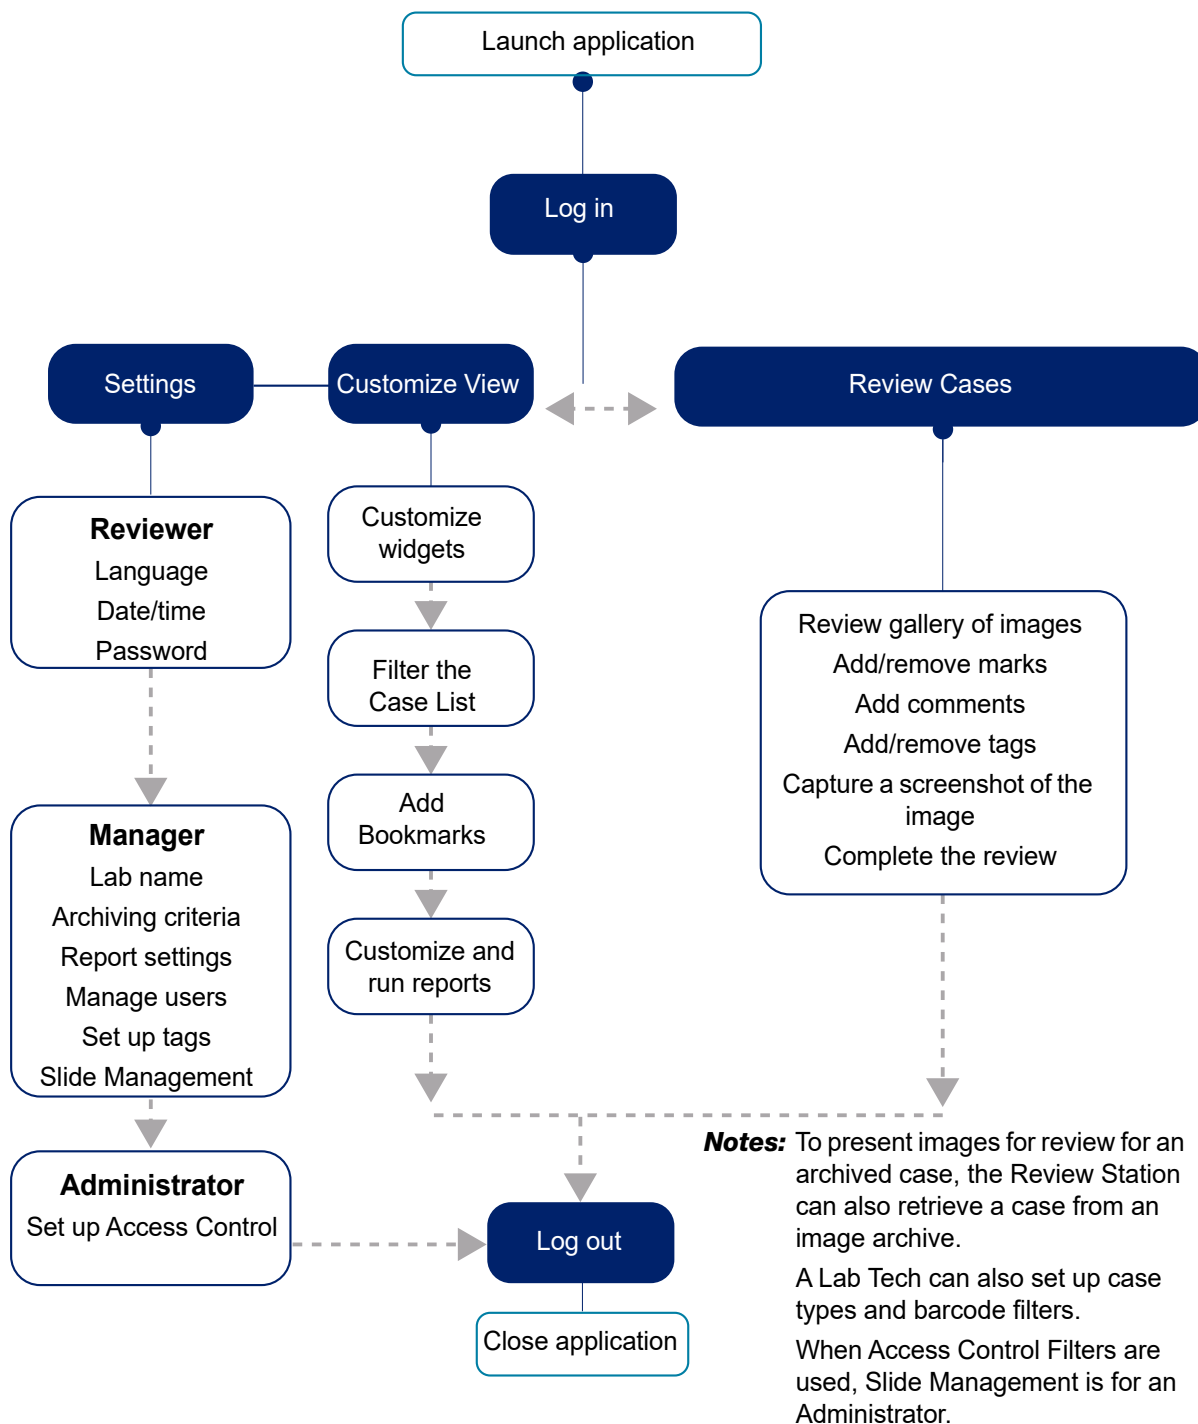 Launch application
Log in
Settings
Customize View
Review Cases
Reviewer
Language
Date/time
Password
Manager
Lab name
Archiving criteria
Report settings
Manage users
Set up tags
Slide Management
Administrator
Set up Access Control
Customize
widgets
Filter the
Case List
Add
Bookmarks
Customize and
run reports
Review gallery of images
Add/remove marks
Add comments
Add/remove tags
Capture a screenshot of the
image
Complete the review
Log out
Close application
Notes: To present images for review for an
archived case, the Review Station
can also retrieve a case from an
image archive.
A Lab Tech can also set up case
types and barcode filters.
When Access Control Filters are
used, Slide Management is for an
Administrator.